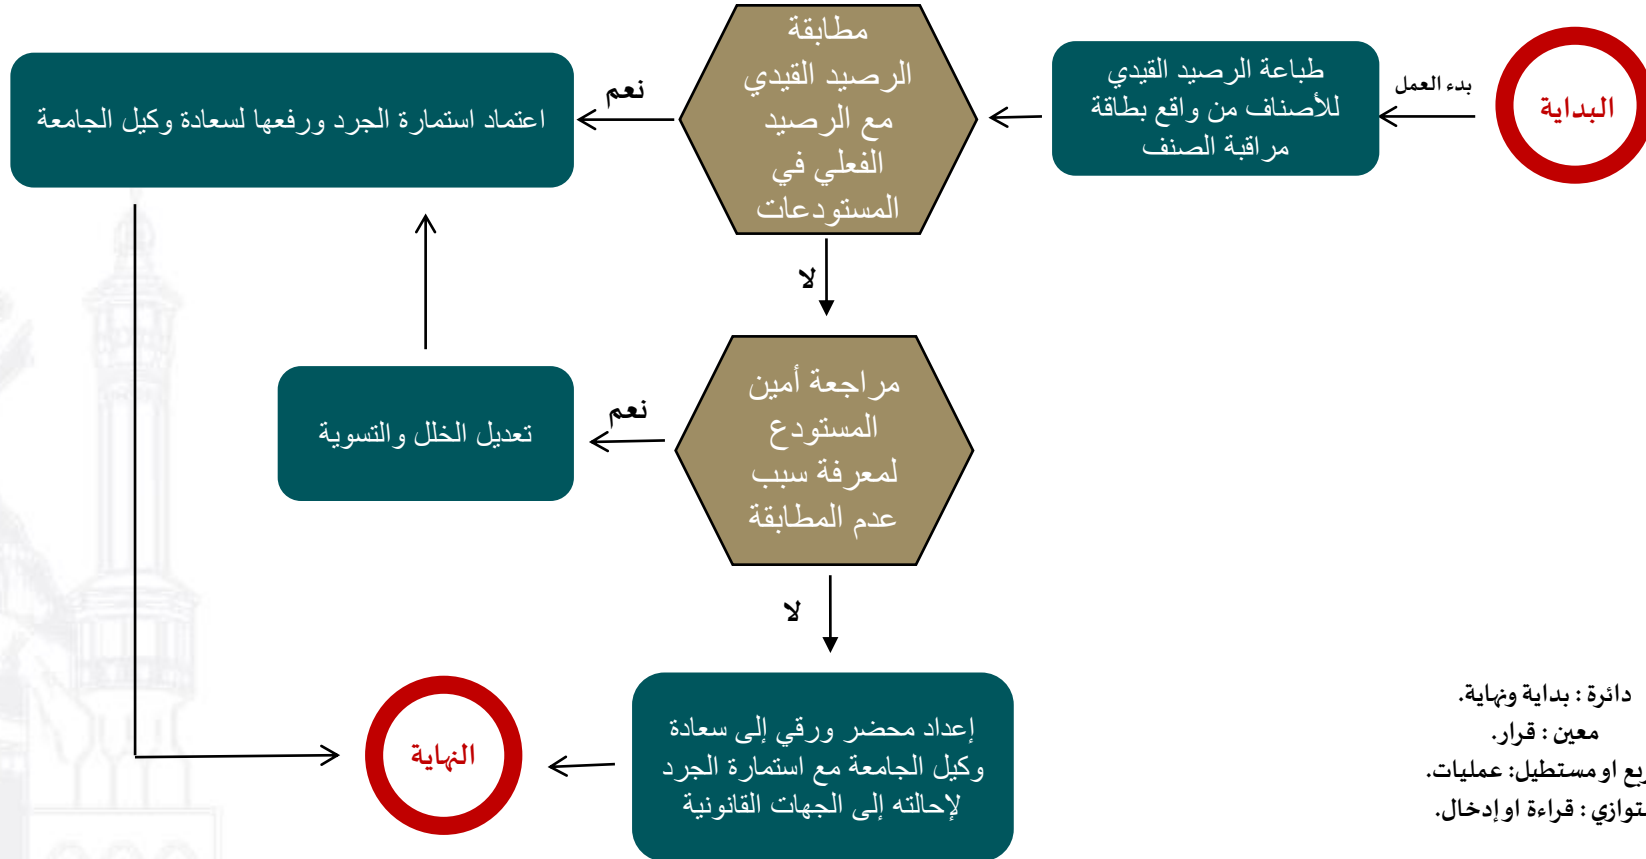 البداية
بدء العمل
طباعة الرصيد القيدي
للأصناف من واقع بطاقة
مراقبة الصنف
مطابقة
الرصيد القيدي
مع الرصيد
الفعلي في
المستودعات
نعم
اعتماد استمارة الجرد ورفعها لسعادة وكيل الجامعة
لا
مراجعة أمين
المستودع
لمعرفة سبب
عدم المطابقة
نعم
تعديل الخلل والتسوية
لا
إعداد محضر ورقي إلى سعادة
وكيل الجامعة مع استمارة الجرد
لإحالته إلى الجهات القانونية
النهاية
دائرة : بداية ونهاية.
معين : قرار.
او مستطيل: عمليات.
: قراءة او إدخال.